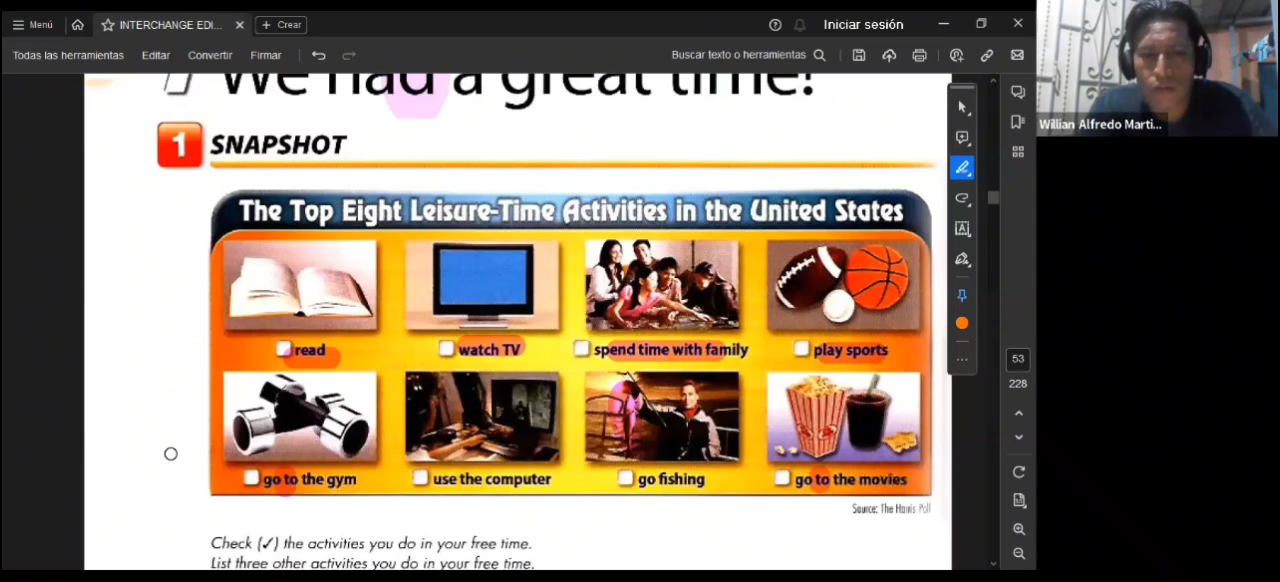 Menú
INTERCHANGE EDI...
Crear
Iniciar sesión
Todas las herramientas
Editar
Convertir
Firmar
Buscar texto o herramientas
We had a great time!
1 SNAPSHOT
The Top Eight Leisure-Time Activities in the United States
read
watch TV
spend time with family
play sports
go to the gym
use the computer
go fishing
go to the movies
Source: The Harris Poll
Check (✓) the activities you do in your free time.
List three other activities you do in your free time.
53
228
Willian Alfredo Marti...